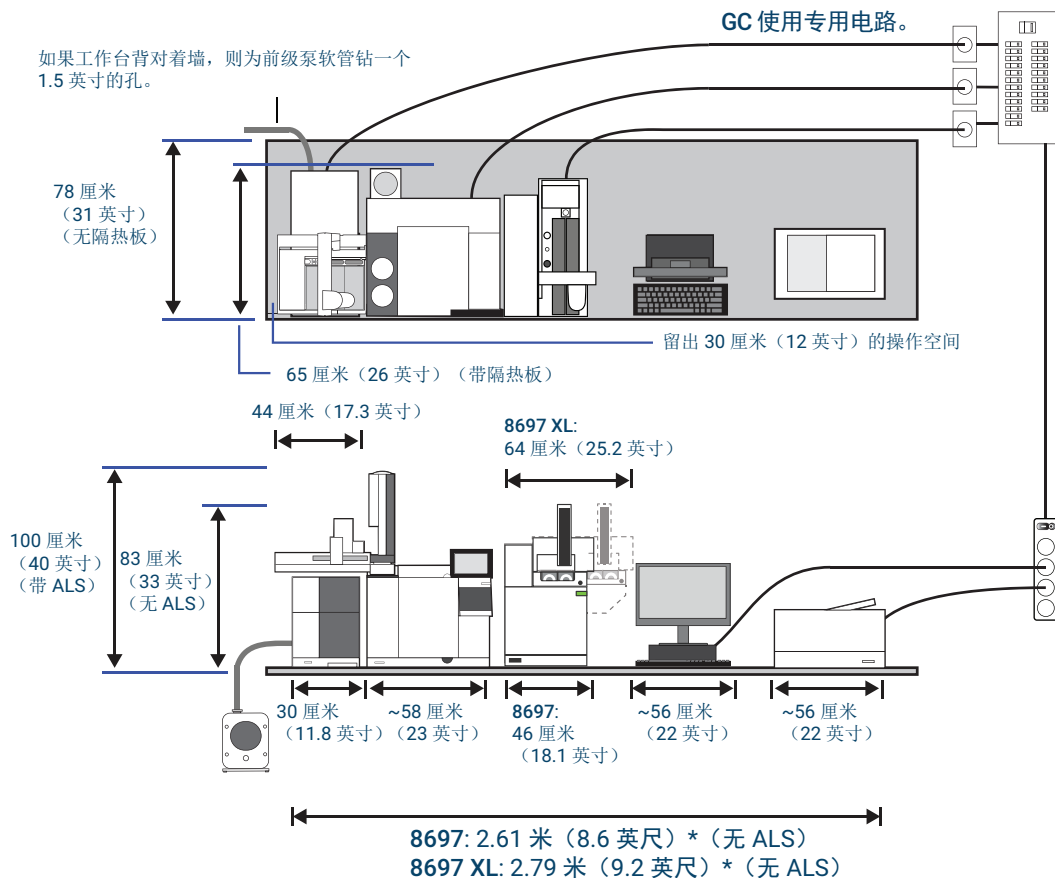 GC 使用专用电路。
如果工作台背对着墙，则为前级泵软管钻一个
1.5 英寸的孔。
78 厘米
（31 英寸）
（无隔热板）
留出 30 厘米（12 英寸）的操作空间
65 厘米（26 英寸）（带隔热板）
44 厘米（17.3 英寸）
8697 XL:
64 厘米（25.2 英寸）
100 厘米
（40 英寸）
（带 ALS）
83 厘米
（33 英寸）
（无 ALS）
30 厘米
（11.8 英寸）
~58 厘米
（23 英寸）
8697:
46 厘米
（18.1 英寸）
~56 厘米
（22 英寸）
~56 厘米
（22 英寸）
8697: 2.61 米（8.6 英尺）*（无 ALS）
8697 XL: 2.79 米（9.2 英尺）*（无 ALS）